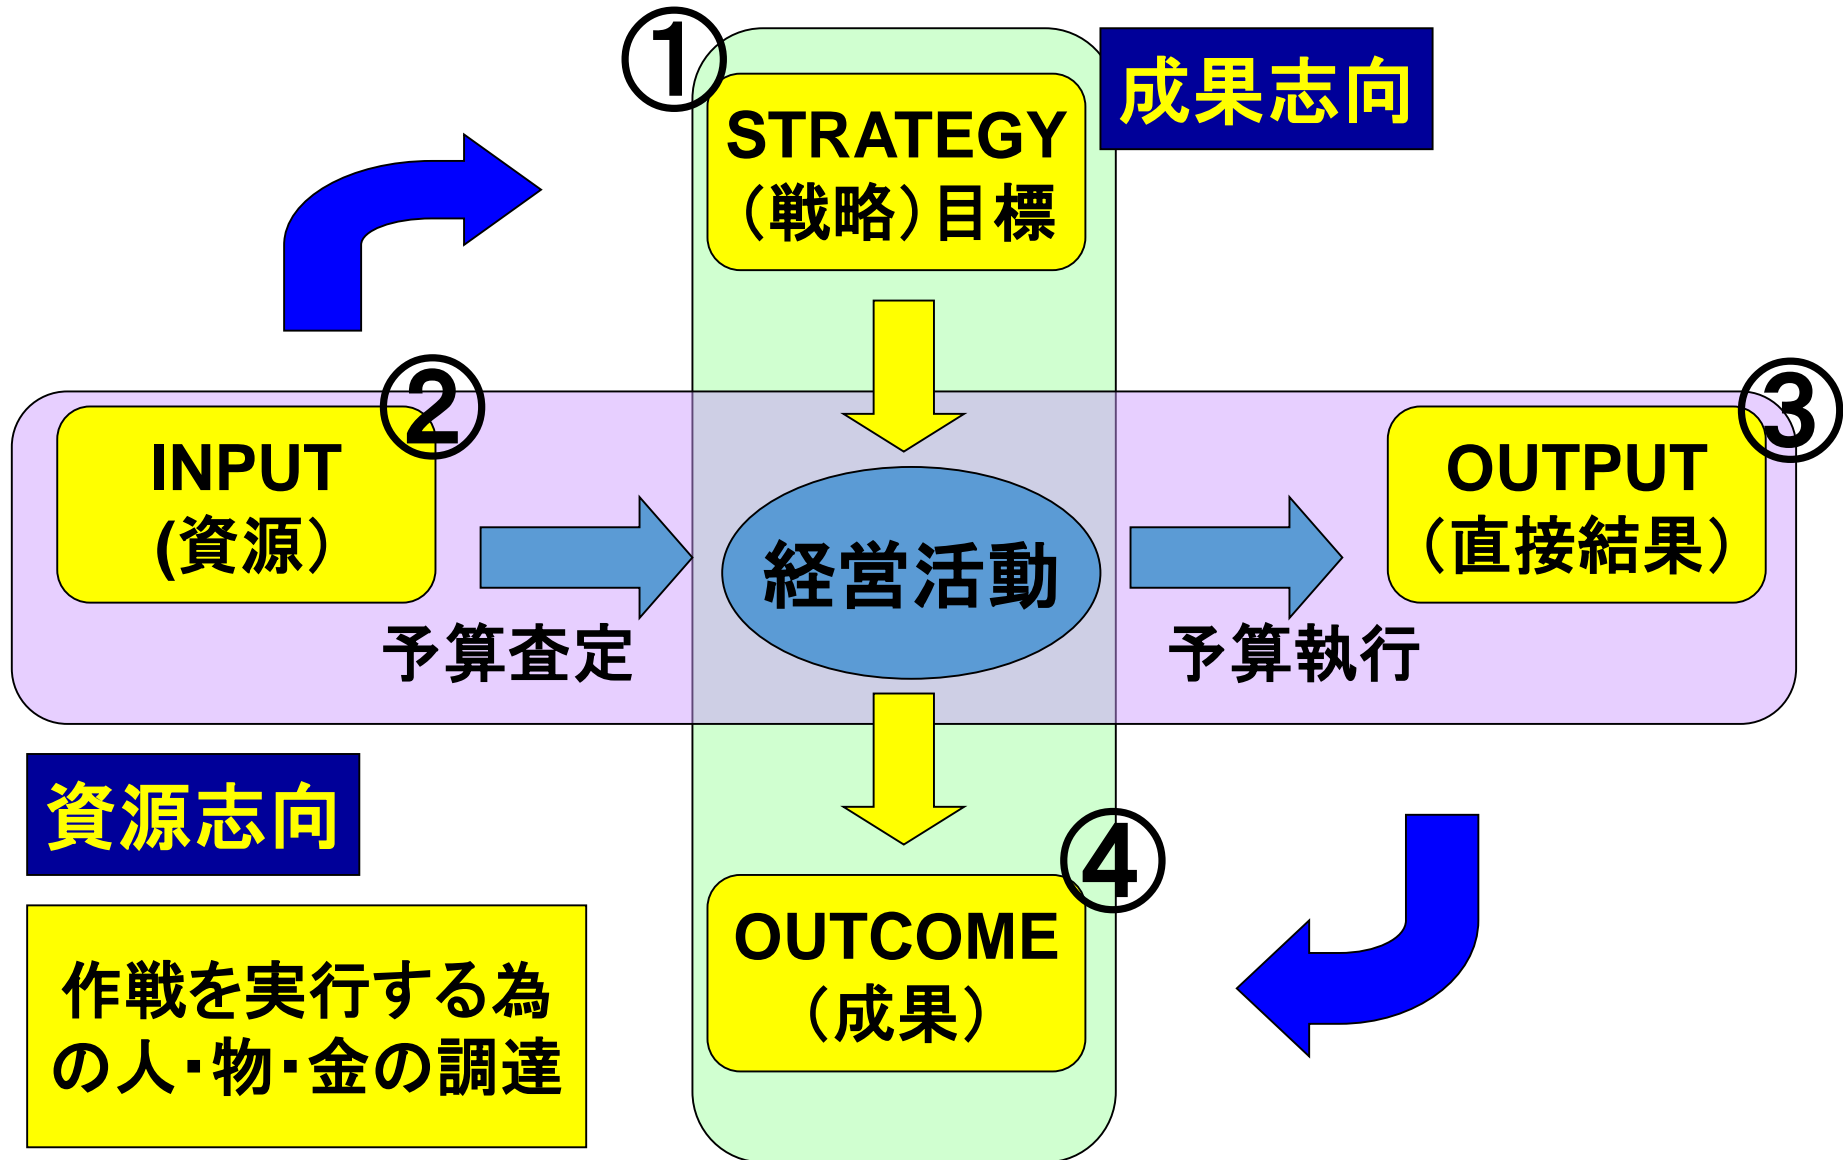 ①
STRATEGY
（戦略）目標
成果志向
②
INPUT
(資源）
予算査定
経営活動
予算執行
③
OUTPUT
（直接結果）
資源志向
作戦を実行する為
の人・物・金の調達
④
OUTCOME
（成果）